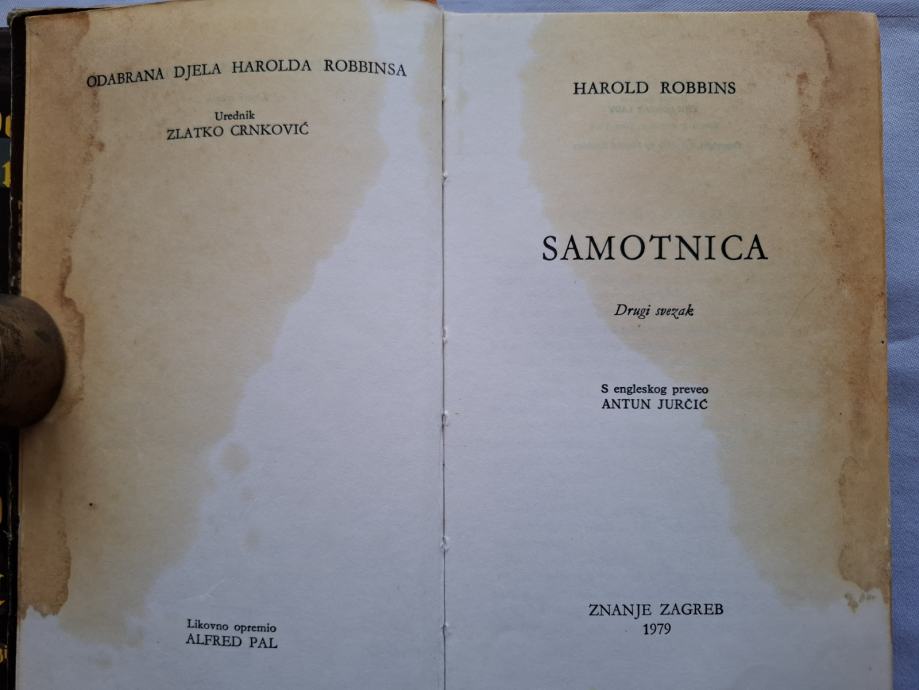 ODABRANA DJELA HAROLDA ROBBINSA
Urednik
ZLATKO CRNKOVIĆ
Likovno opremio
ALFRED PAL
HAROLD ROBBINS
SAMOTNICA
Drugi svezak
S engleskog preveo
ANTUN JURČIĆ
ZNANJE ZAGREB
1979